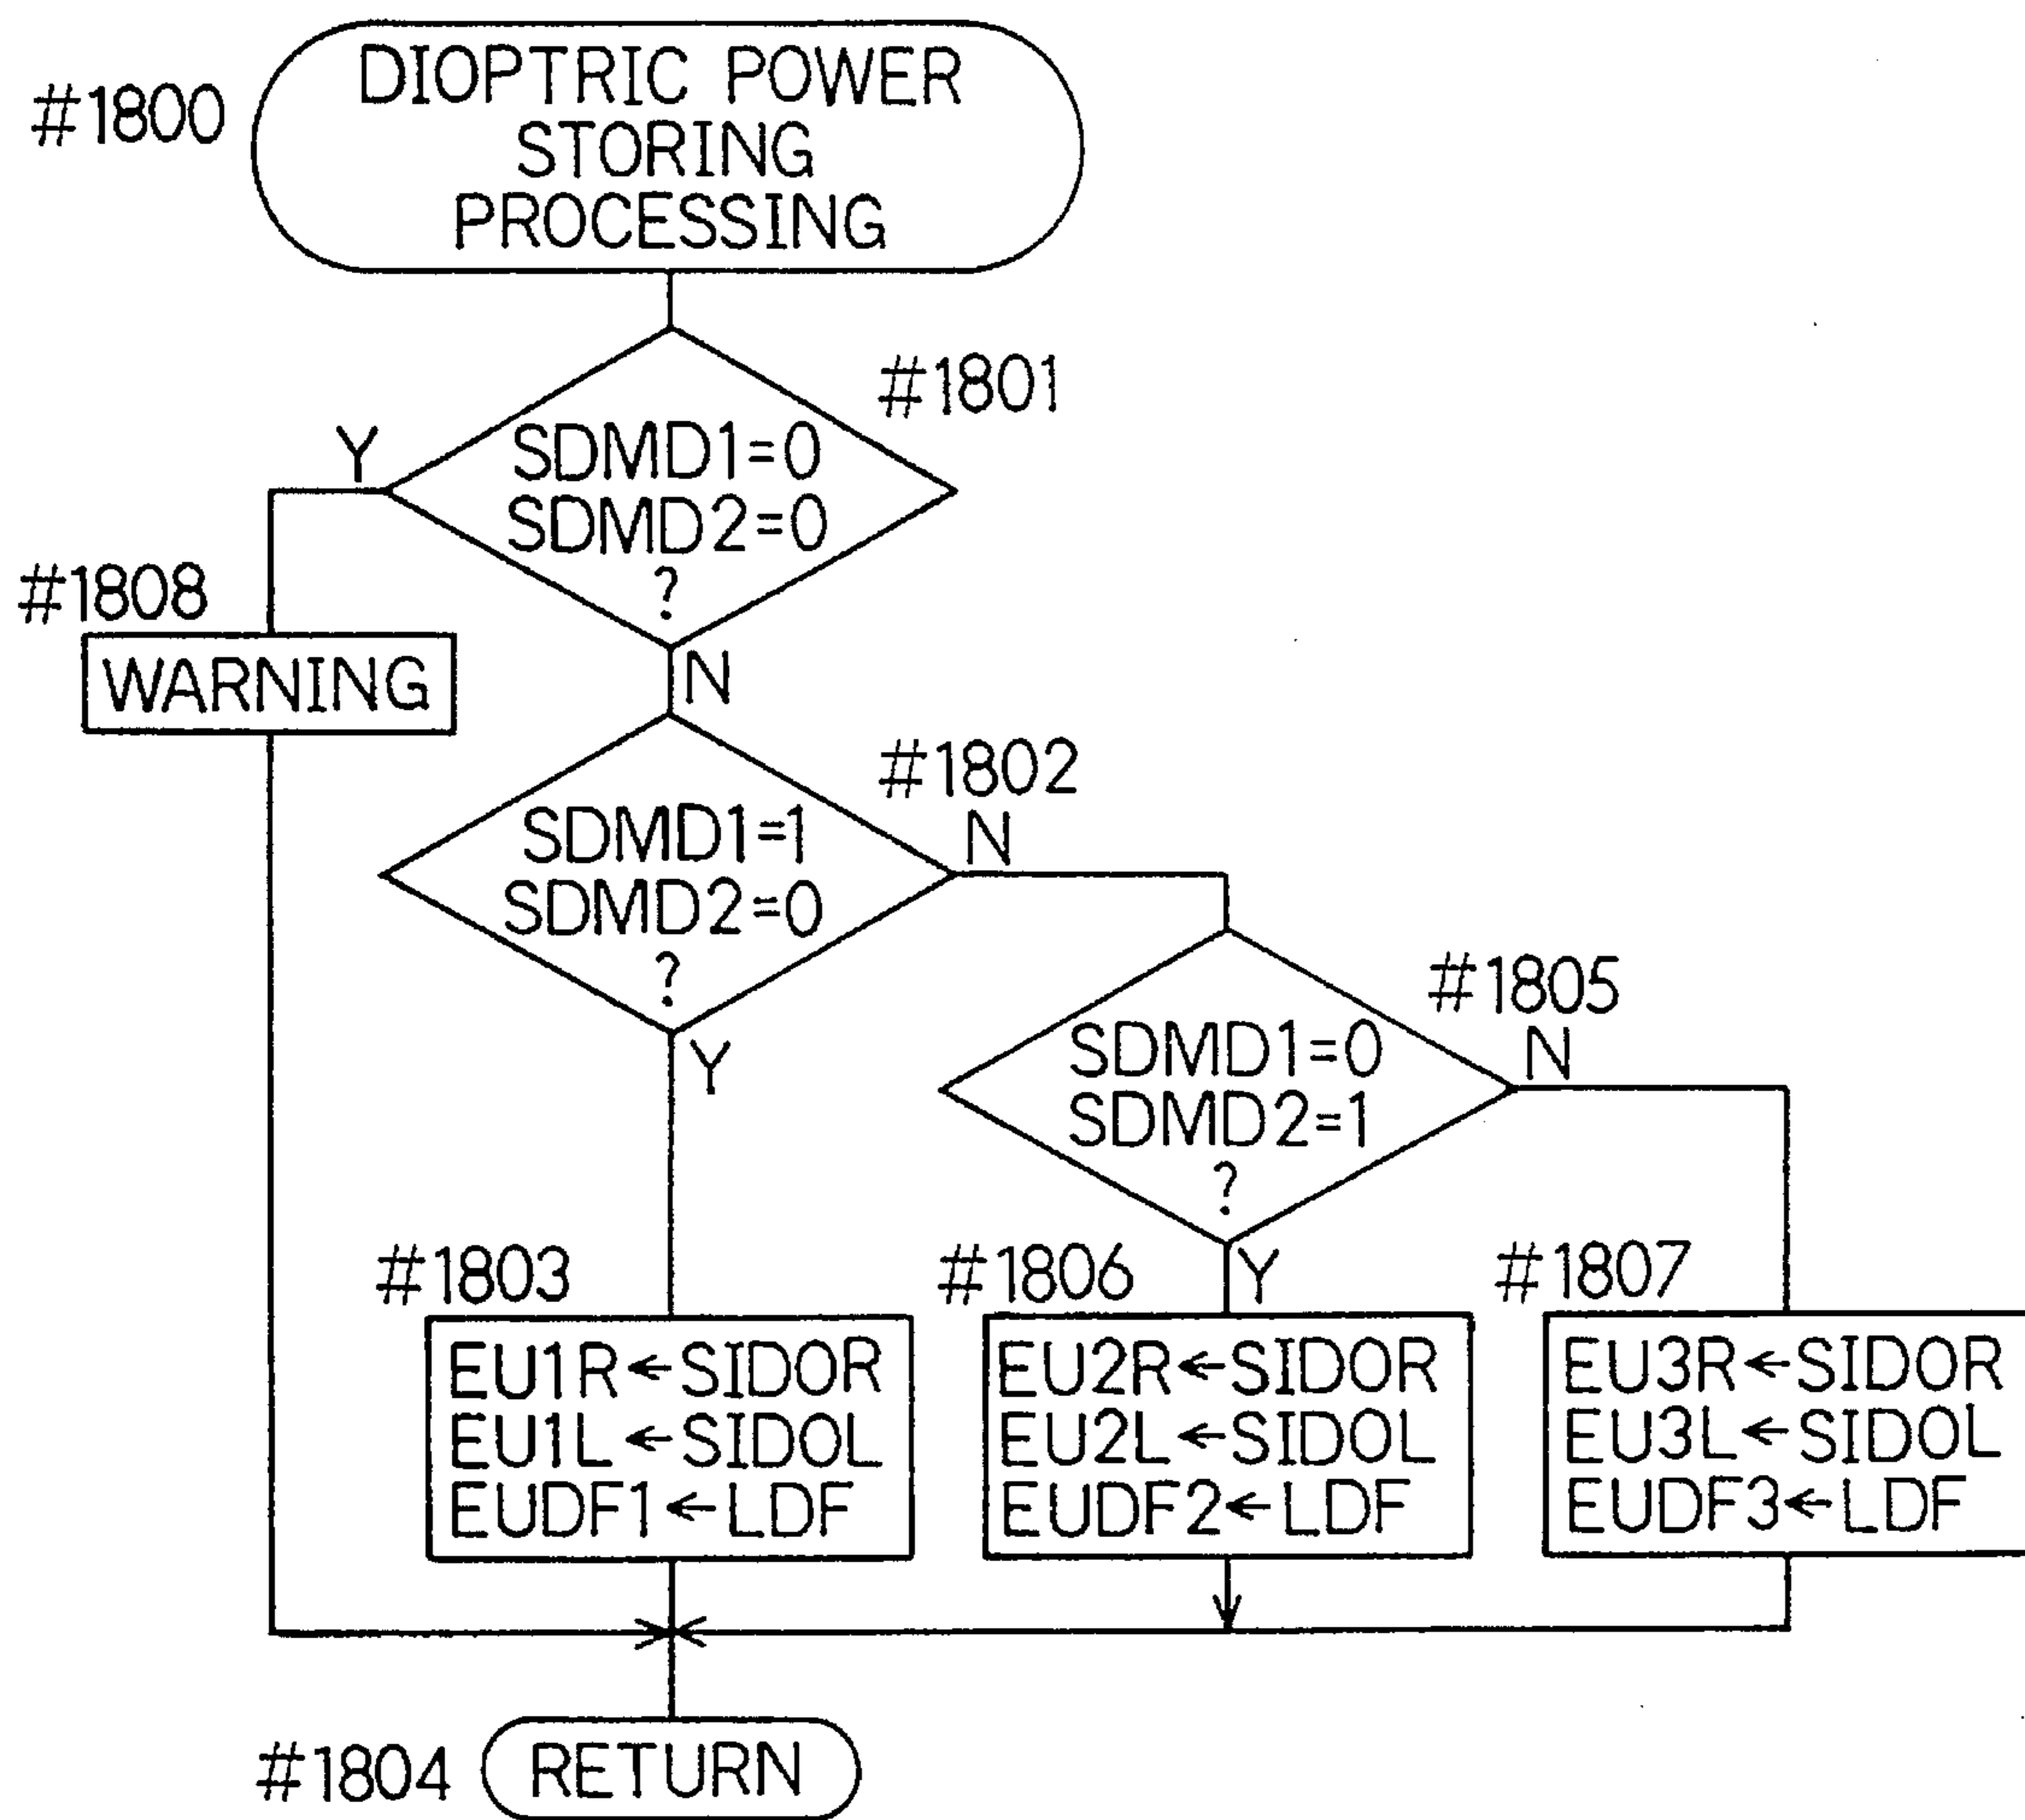 #1800
DIOPTRIC POWER
STORING
PROCESSING
#1801
Y
SDMD1=0
SDMD2=0
?
#1808
WARNING
N
#1802
SDMD1=1
SDMD2=0
?
N
Y
#1805
SDMD1=0
SDMD2=1
?
N
Y
#1803
EU1R←SIDOR
EU1L←SIDOL
EUDF1←LDF
#1806
EU2R←SIDOR
EU2L←SIDOL
EUDF2←LDF
#1807
EU3R←SIDOR
EU3L←SIDOL
EUDF3←LDF
#1804
RETURN